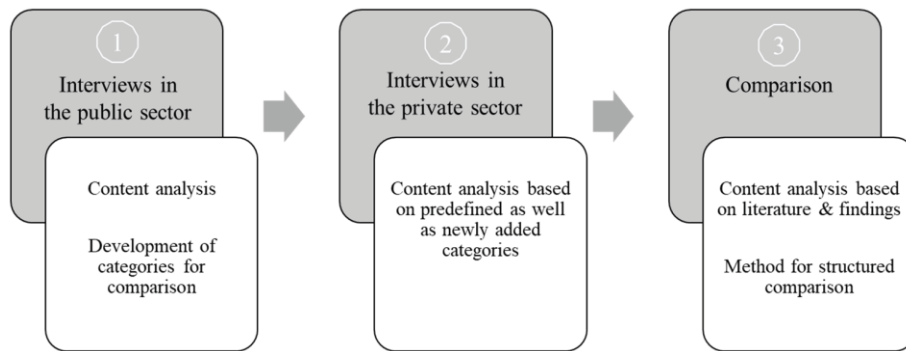 1
Interviews in
the public sector
Content analysis
Development of
categories for
comparison
2
Interviews in
the private sector
Content analysis based
on predefined as well
as newly added
categories
3
Comparison
Content analysis based
on literature & findings
Method for structured
comparison